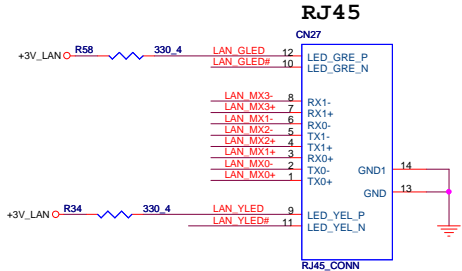 RJ45
CN27
+3V_LAN R58 330_4 LAN_GLED 12 LED_GRE_P
LAN_GLED# 10 LED_GRE_N
LAN_MX3- 8 RX1-
LAN_MX3+ 7 RX1+
LAN_MX1- 6 RX0-
LAN_MX2- 5 TX1-
LAN_MX2+ 4 TX1+
LAN_MX1+ 3 RX0+
LAN_MX0- 2 TX0- GND1 14
LAN_MX0+ 1 TX0+ GND 13
+3V_LAN R34 330_4 LAN_YLED 9 LED_YEL_P
LAN_YLED# 11 LED_YEL_N
RJ45_CONN